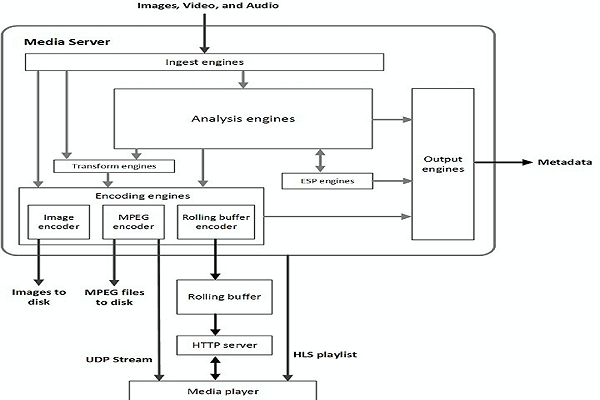 Images, Video, and Audio
Media Server
Ingest engines
Analysis engines
Transform engines
ESP engines
Output
engines
Metadata
Encoding engines
Image
encoder
MPEG
encoder
Rolling buffer
encoder
Images to
disk
MPEG files
to disk
Rolling buffer
HTTP server
UDP Stream
HLS playlist
Media player